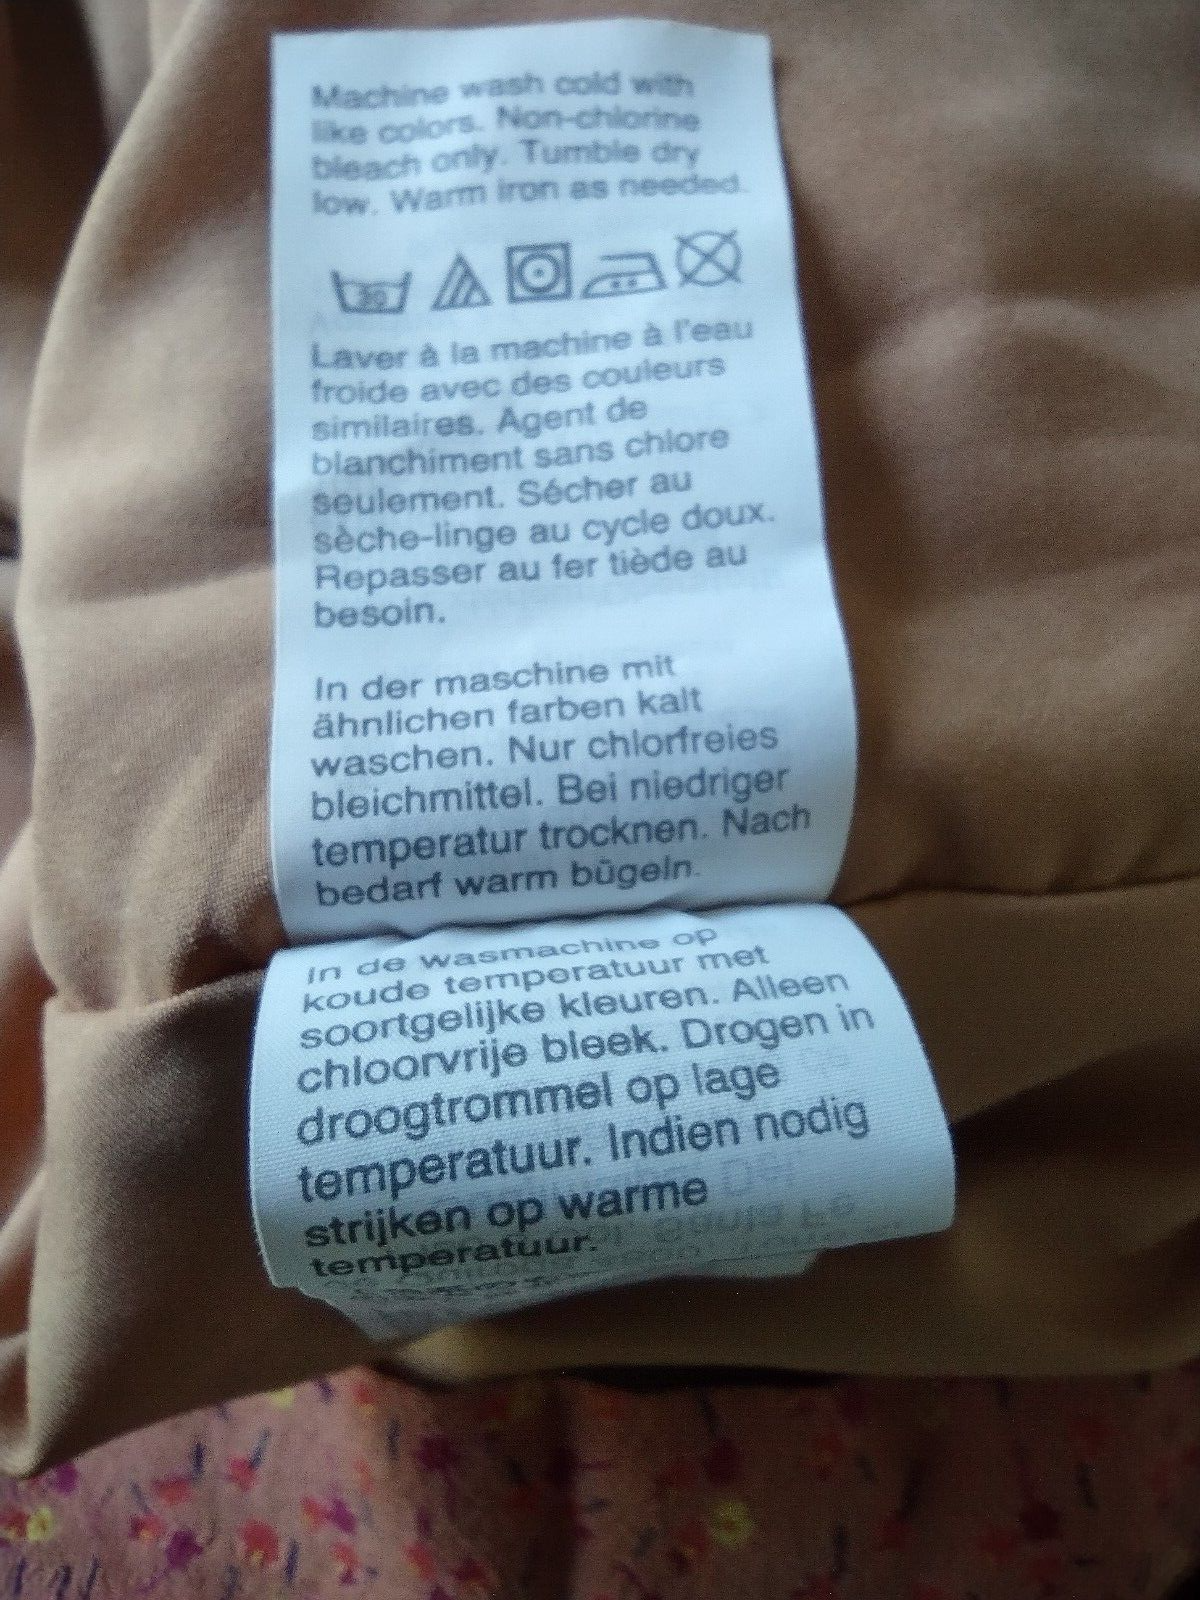 Machine wash cold with
like colors. Non-chlorine
bleach only. Tumble dry
low. Warm iron as needed.
30
Laver à la machine à l'eau
froide avec des couleurs
similaires. Agent de
blanchiment sans chlore
seulement. Sécher au
sèche-linge au cycle doux.
Repasser au fer tiède au
besoin.
In der maschine mit
ähnlichen farben kalt
waschen. Nur chlorfreies
bleichmittel. Bei niedriger
temperatur trocknen. Nach
bedarf warm bügeln.
In de wasmachine op
koude temperatuur met
soortgelijke kleuren. Alleen
chloorvrije bleek. Drogen in
droogtrommel op lage
temperatuur. Indien nodig
strijken op warme
temperatuur.